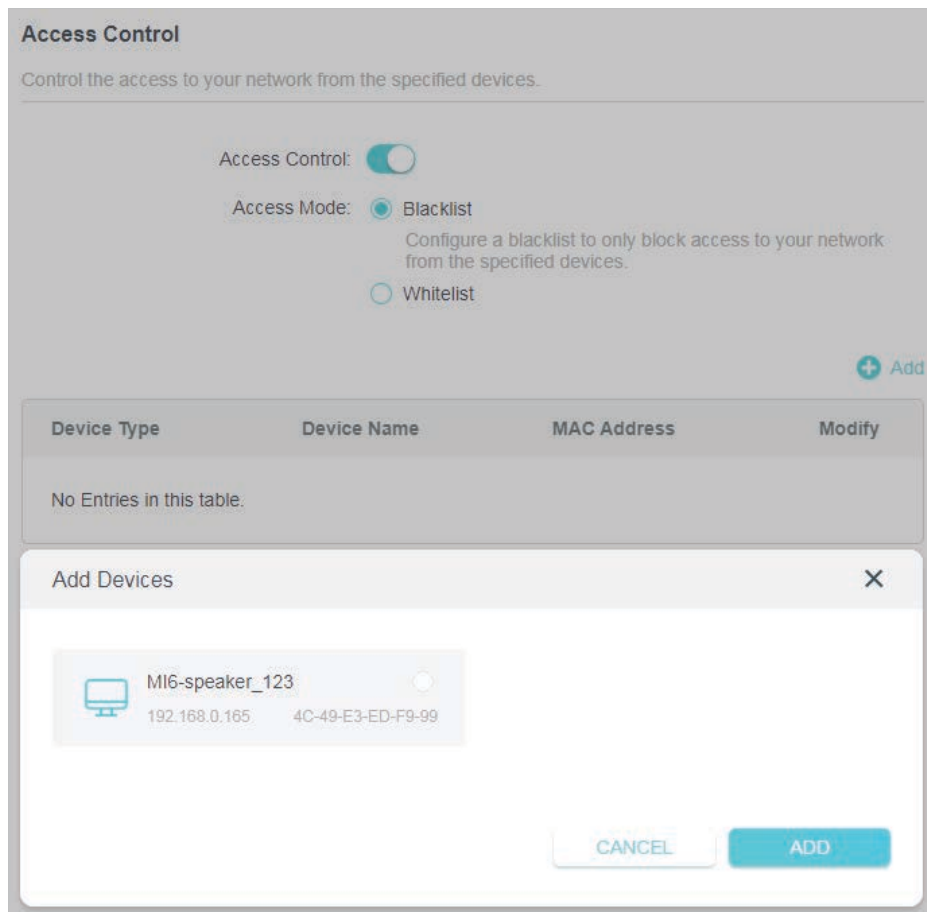 Access Control
Control the access to your network from the specified devices.
Access Control:
Access Mode: Blacklist
Configure a blacklist to only block access to your network
from the specified devices.
Whitelist
Add
Device Type Device Name MAC Address Modify
No Entries in this table.
Add Devices
MI6-speaker_123
192.168.0.165 4C-49-E3-ED-F9-99
CANCEL ADD